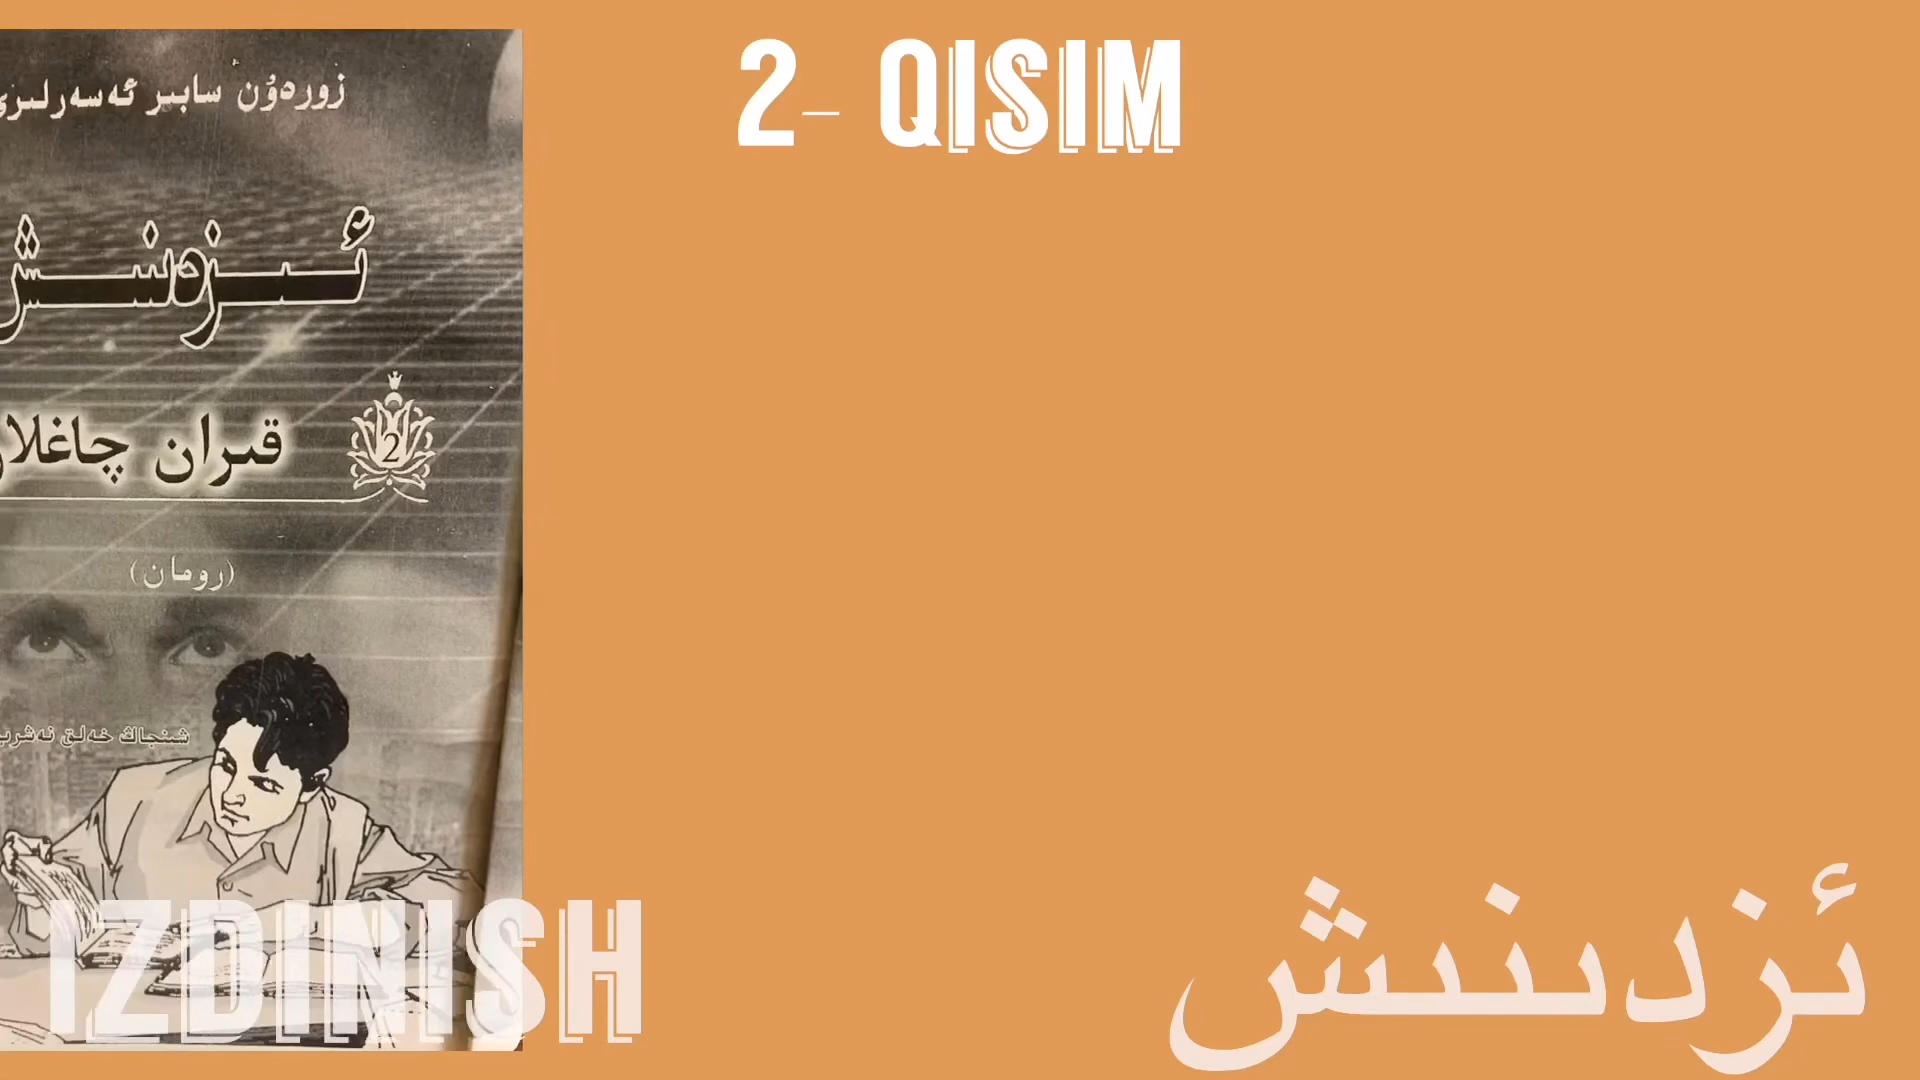 2- QISIM
زوردۇن سابىر ئەسەرلىرى
ئىزدىنىش
2
قىران چاغلار
(رومان)
شىنجاڭ خەلق نەشرى
IZDINISH
ئىزدىنىش